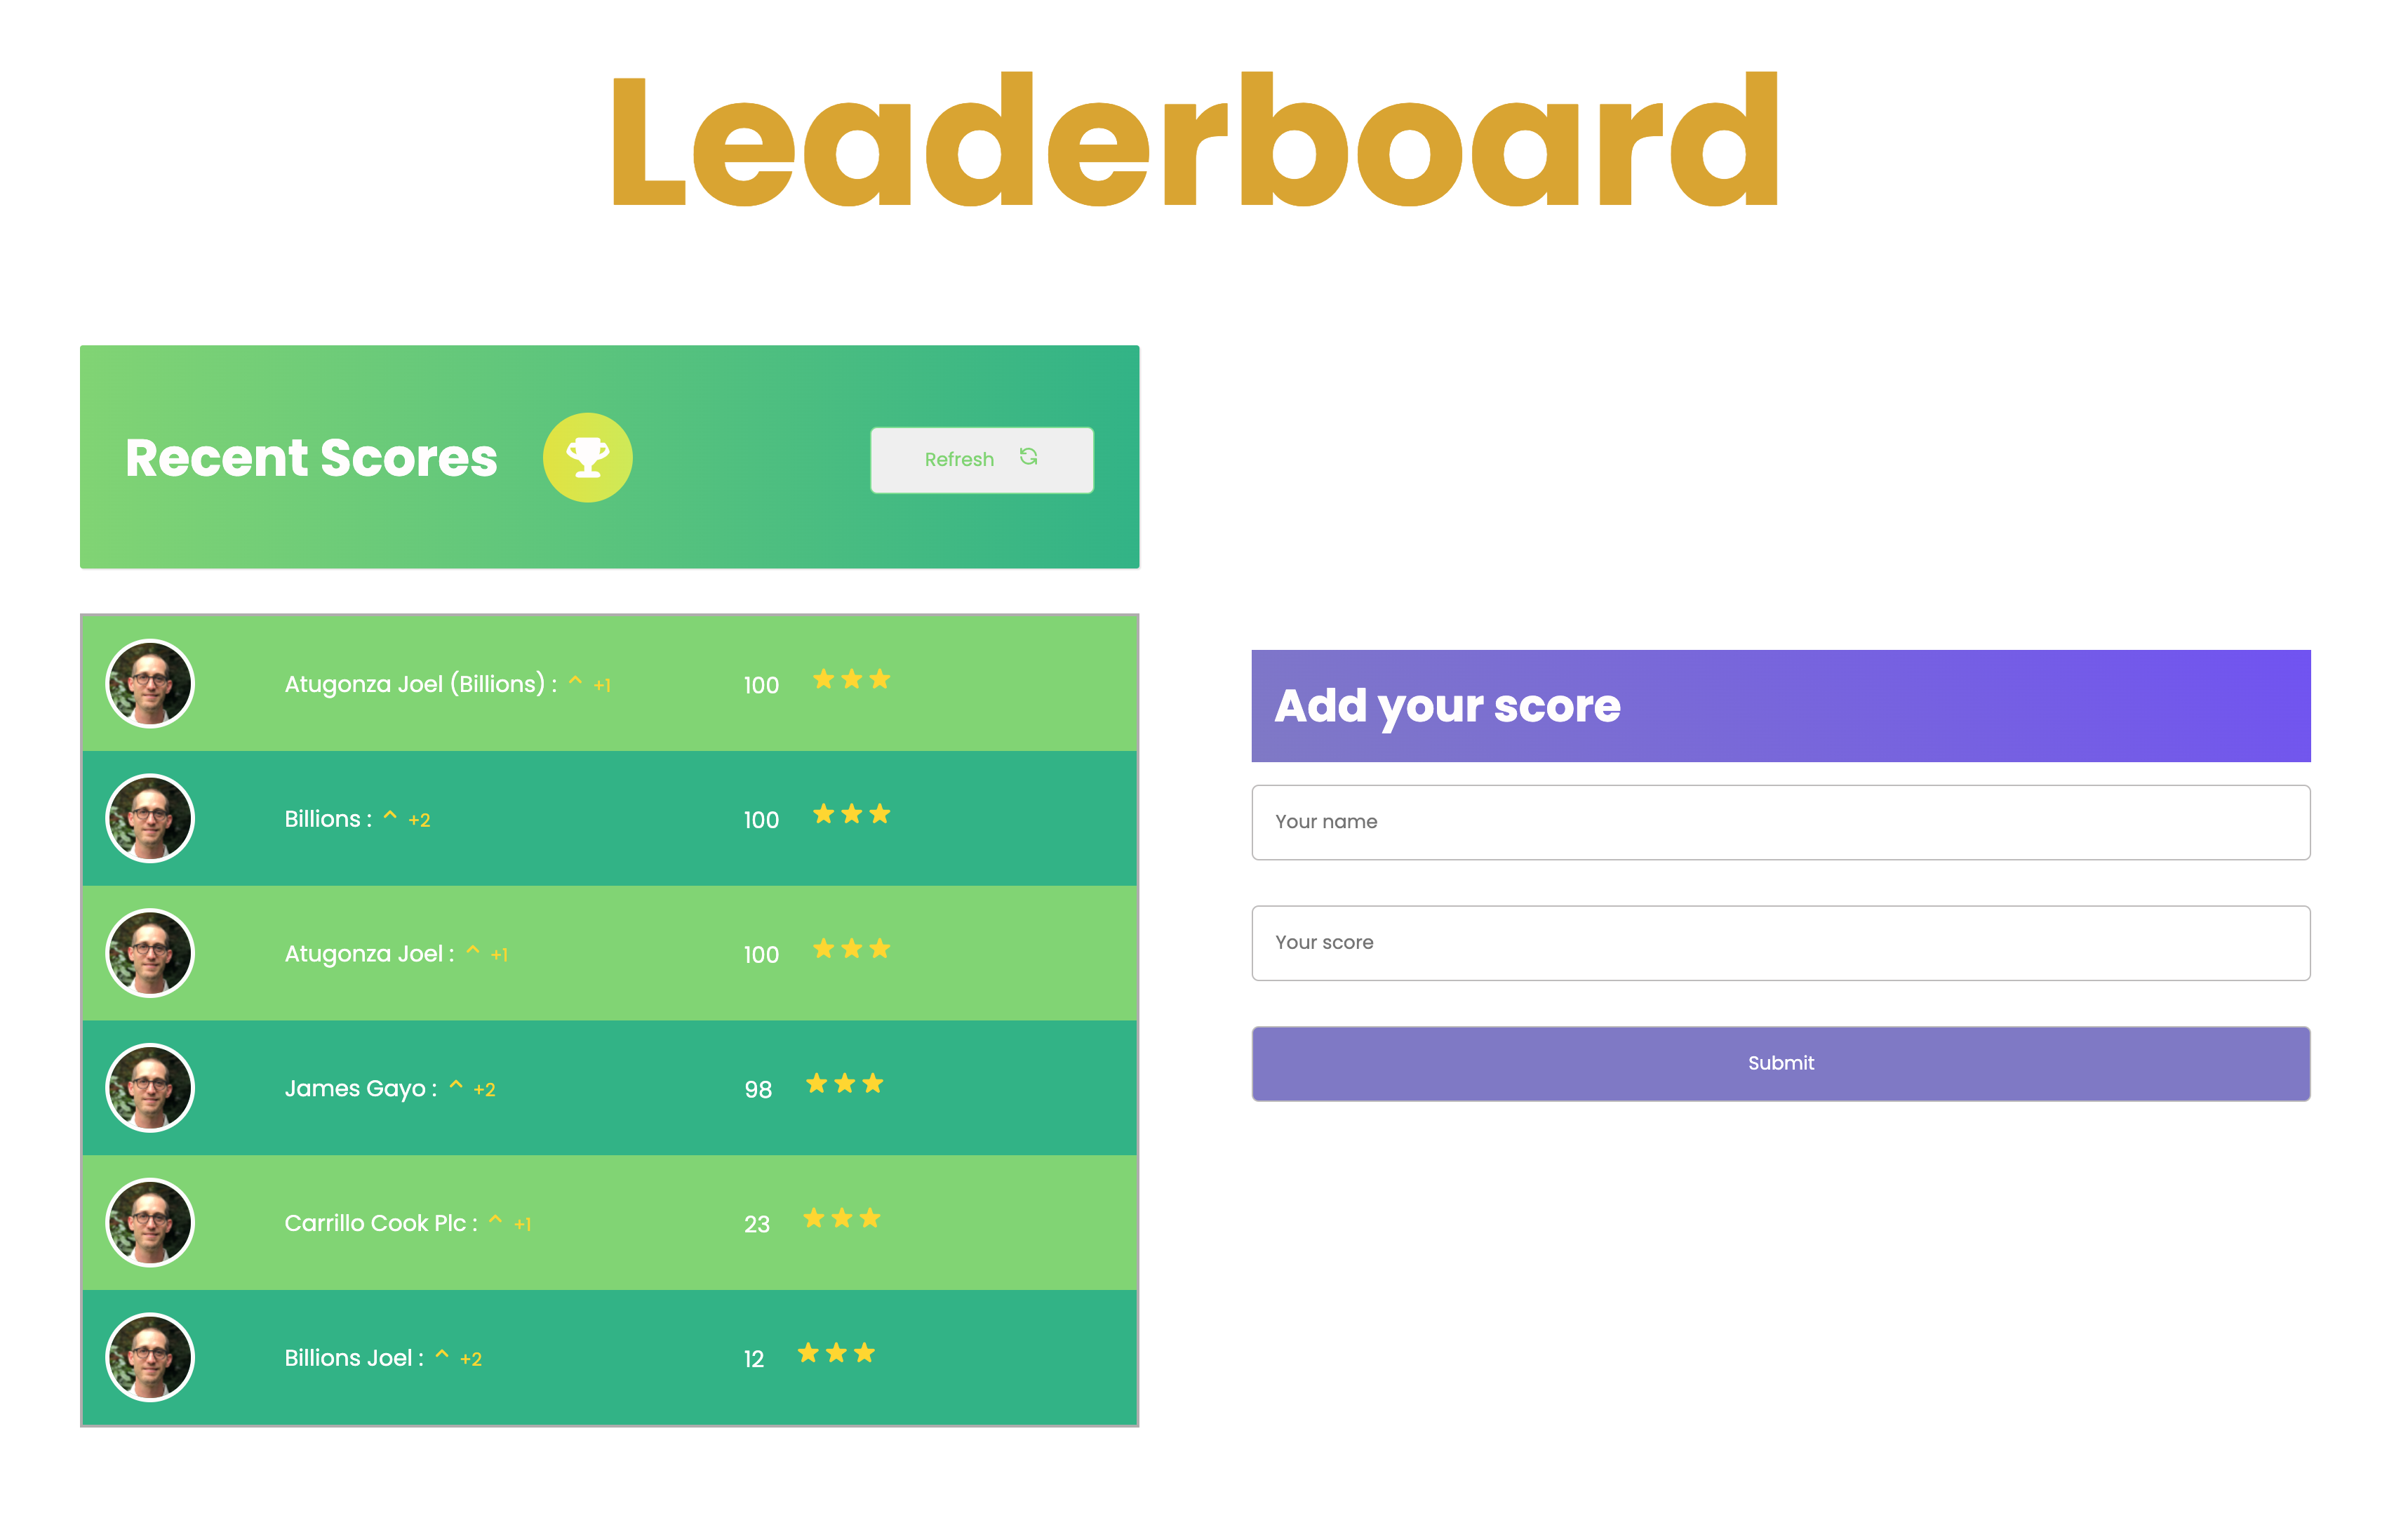 Leaderboard
Recent Scores
Refresh
Atugonza Joel (Billions) : +1 100
Billions : +2 100
Atugonza Joel : +1 100
James Gayo : +2 98
Carrillo Cook Plc : +1 23
Billions Joel : +2 12
Add your score
Your name
Your score
Submit